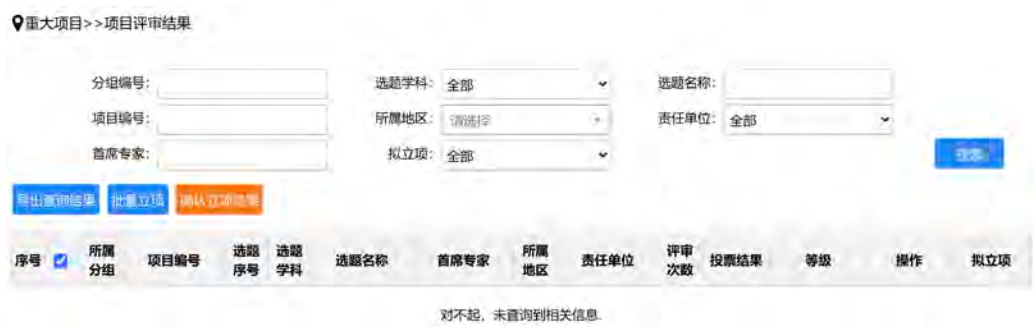 重大项目>>项目评审结果
分组编号： 选题学科： 全部 选题名称：
项目编号： 所属地区： 请选择 责任单位： 全部
首席专家： 拟立项： 全部 搜索
导出查询结果 批量立项 确认立项结果
序号 所属分组 项目编号 选题序号 选题学科 选题名称 首席专家 所属地区 责任单位 评审次数 投票结果 等级 操作 拟立项
对不起，未查询到相关信息.